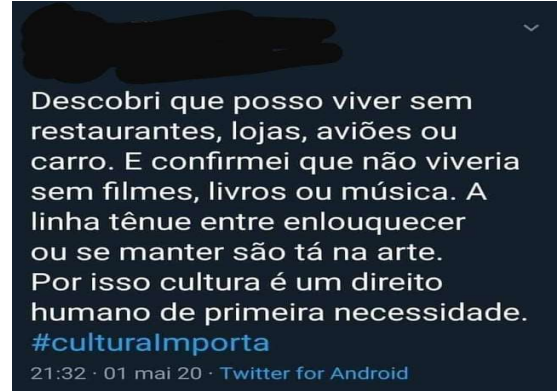 Descobri que posso viver sem
restaurantes, lojas, aviões ou
carro. E confirmei que não viveria
sem filmes, livros ou música. A
linha tênue entre enlouquecer
ou se manter são tá na arte.
Por isso cultura é um direito
humano de primeira necessidade.
#culturaImporta
21:32 · 01 mai 20 · Twitter for Android